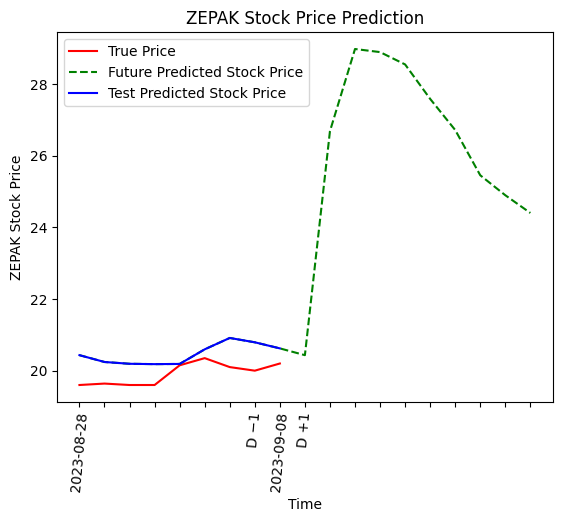 ZEPAK Stock Price Prediction
True Price
Future Predicted Stock Price
Test Predicted Stock Price
ZEPAK Stock Price
28
26
24
22
20
2023-08-28
D −1
2023-09-08
D +1
Time